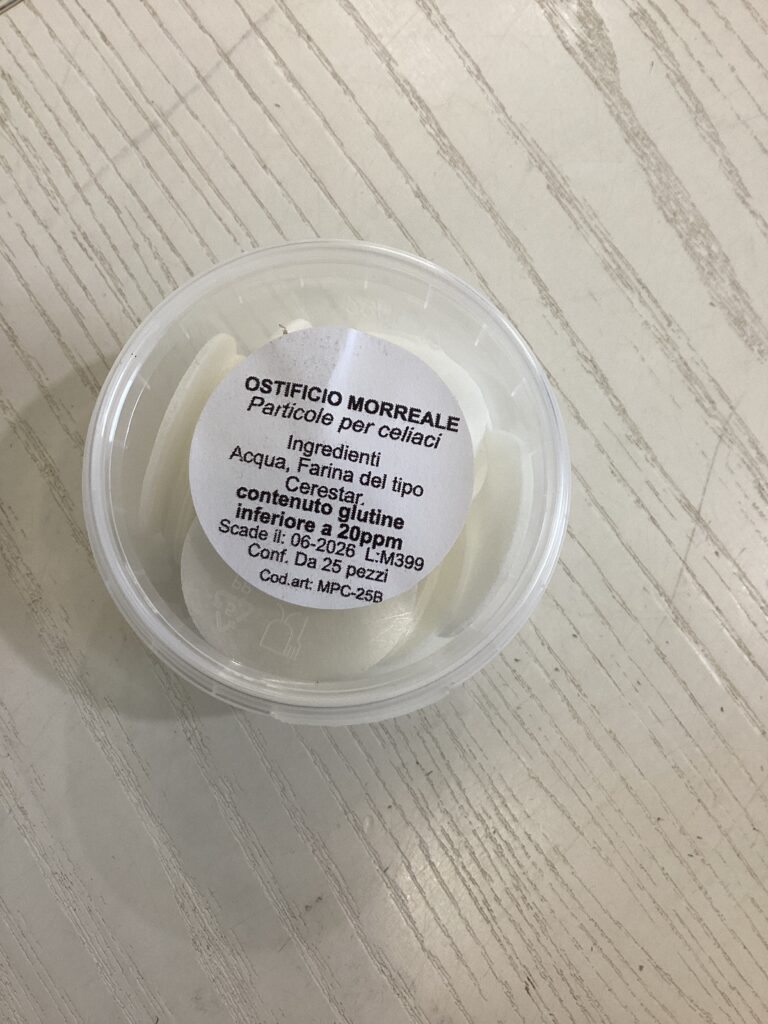 OSTIFICIO MORREALE
Particole per celiaci
Ingredienti
Acqua, Farina del tipo
Cerestar.
contenuto glutine
inferiore a 20ppm
Scade il: 06-2026 L:M399
Conf. Da 25 pezzi
Cod.art: MPC-25B